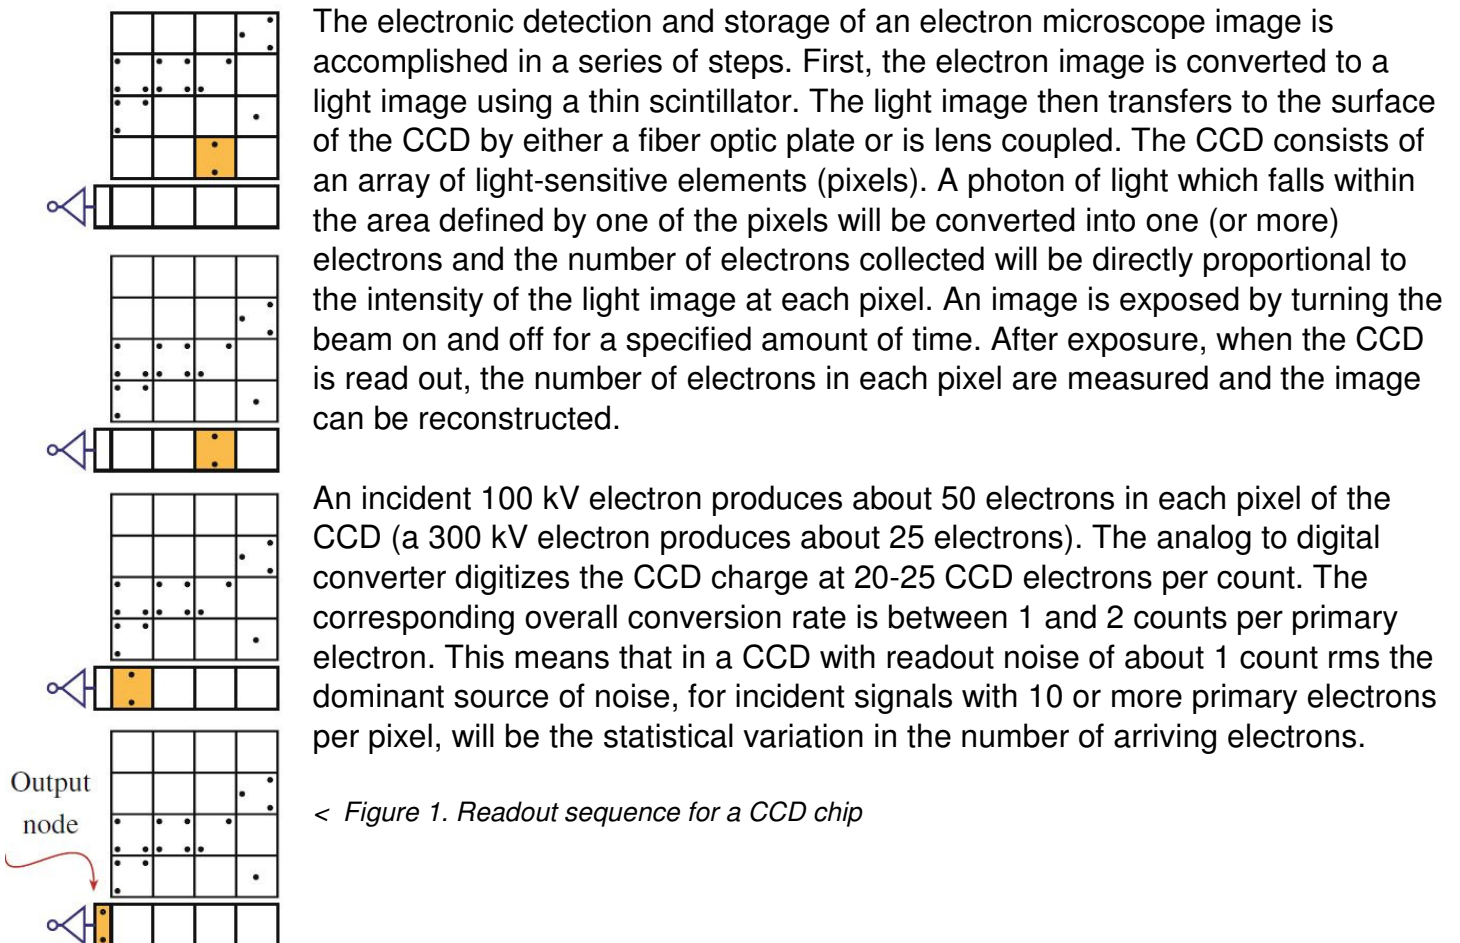 The electronic detection and storage of an electron microscope image is
accomplished in a series of steps. First, the electron image is converted to a
light image using a thin scintillator. The light image then transfers to the surface
of the CCD by either a fiber optic plate or is lens coupled. The CCD consists of
an array of light-sensitive elements (pixels). A photon of light which falls within
the area defined by one of the pixels will be converted into one (or more)
electrons and the number of electrons collected will be directly proportional to
the intensity of the light image at each pixel. An image is exposed by turning the
beam on and off for a specified amount of time. After exposure, when the CCD
is read out, the number of electrons in each pixel are measured and the image
can be reconstructed.
An incident 100 kV electron produces about 50 electrons in each pixel of the
CCD (a 300 kV electron produces about 25 electrons). The analog to digital
converter digitizes the CCD charge at 20-25 CCD electrons per count. The
corresponding overall conversion rate is between 1 and 2 counts per primary
electron. This means that in a CCD with readout noise of about 1 count rms the
dominant source of noise, for incident signals with 10 or more primary electrons
per pixel, will be the statistical variation in the number of arriving electrons.
Output
node
< Figure 1. Readout sequence for a CCD chip